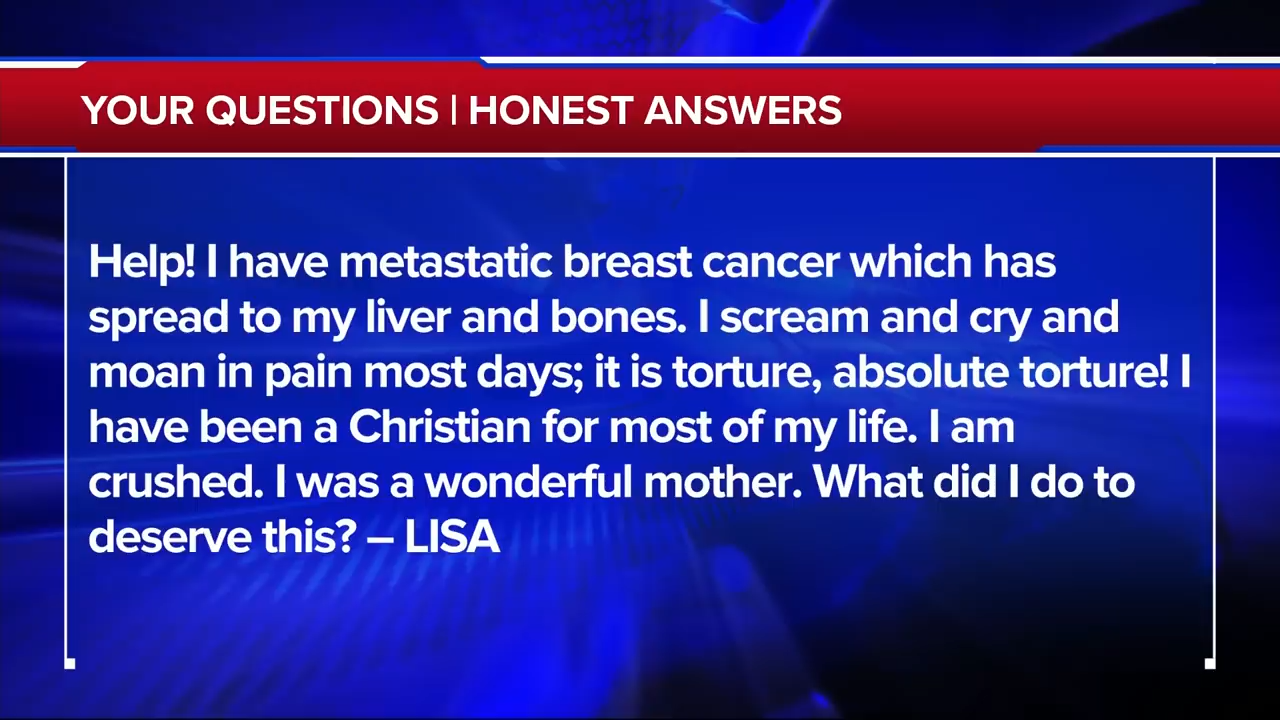 YOUR QUESTIONS | HONEST ANSWERS
Help! I have metastatic breast cancer which has
spread to my liver and bones. I scream and cry and
moan in pain most days; it is torture, absolute torture! I
have been a Christian for most of my life. I am
crushed. I was a wonderful mother. What did I do to
deserve this? – LISA